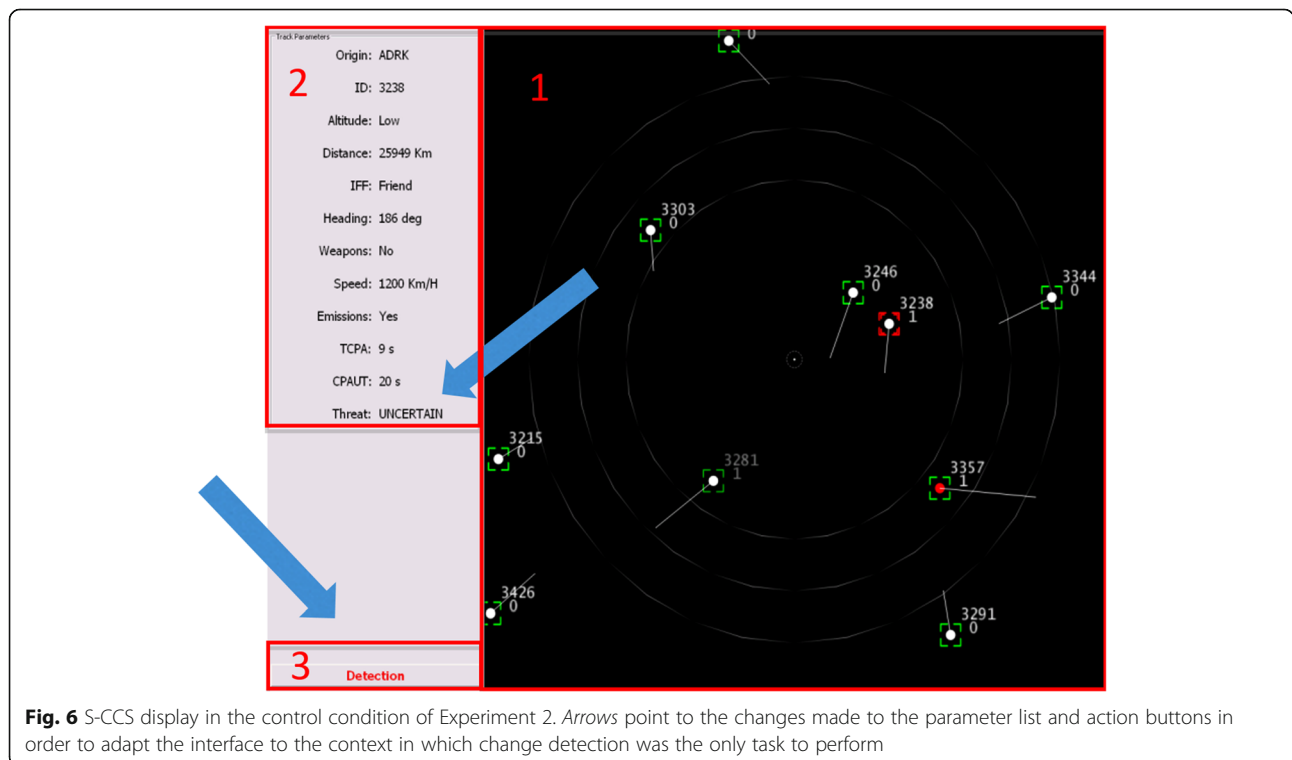 Track Parameters
Origin: ADRK
ID: 3238
Altitude: Low
Distance: 25949 Km
IFF: Friend
Heading: 186 deg
Weapons: No
Speed: 1200 Km/H
Emissions: Yes
TCPA: 9 s
CPAUT: 20 s
Threat: UNCERTAIN
2
1
0
3303
0
3246
0
3238
1
3344
0
3215
0
3281
1
3357
1
3426
0
3291
0
3
Detection
Fig. 6 S-CCS display in the control condition of Experiment 2. Arrows point to the changes made to the parameter list and action buttons in
order to adapt the interface to the context in which change detection was the only task to perform